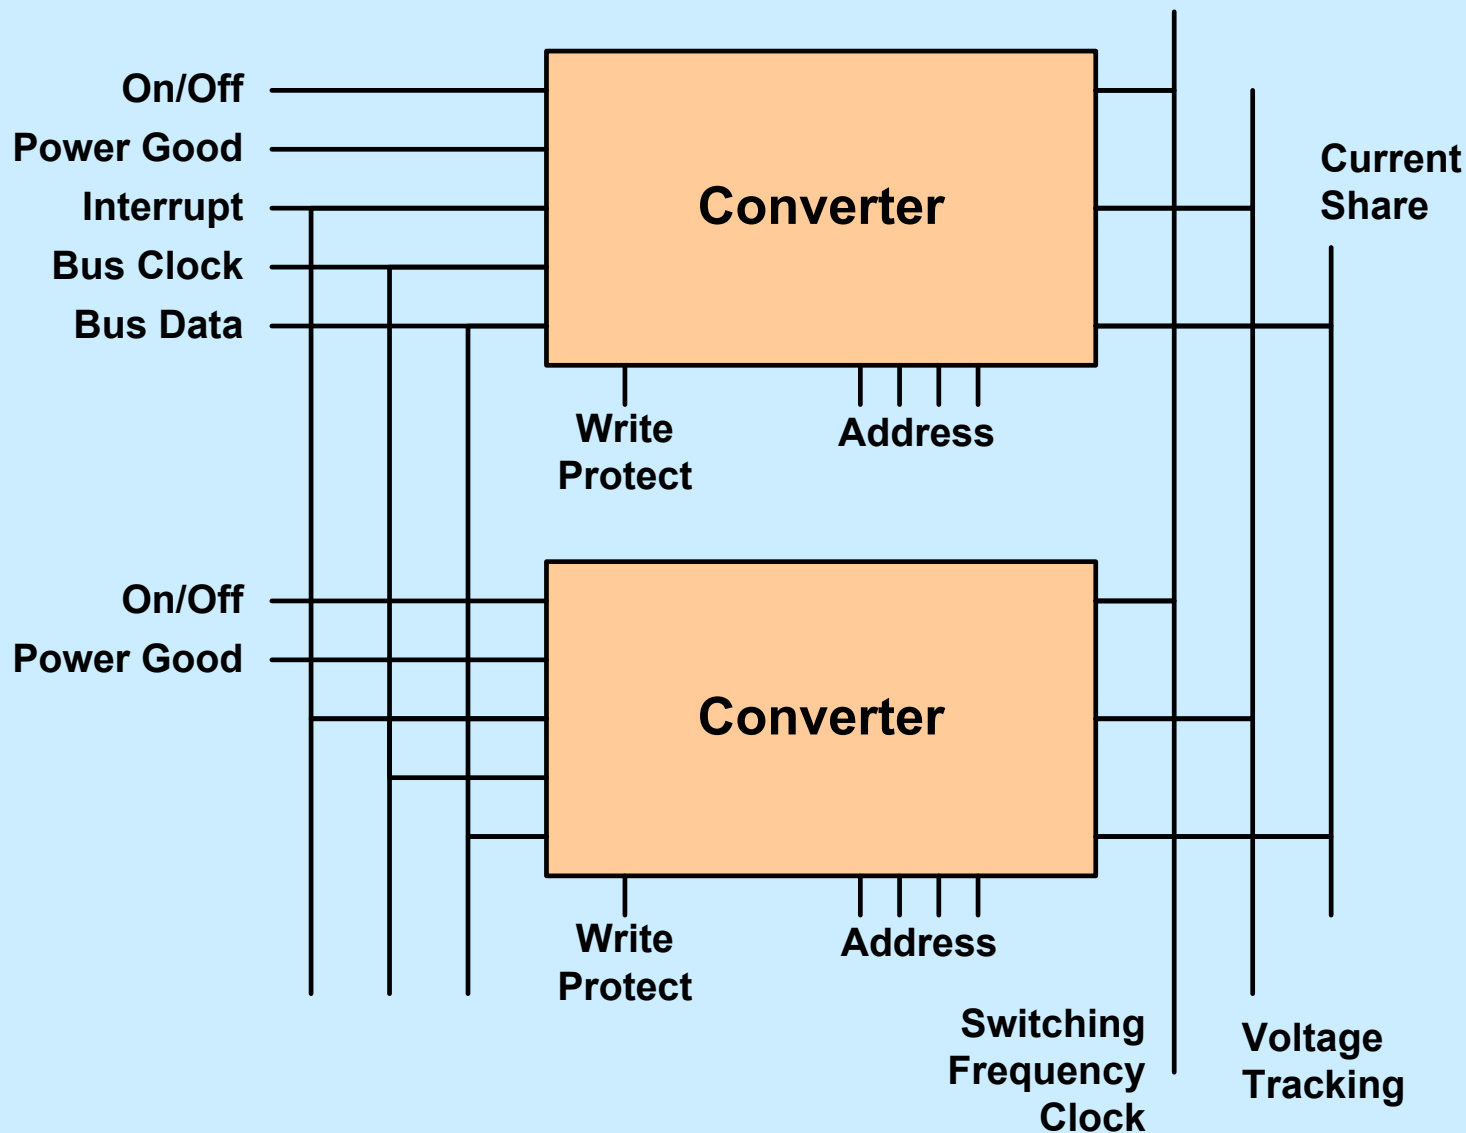 On/Off
Power Good
Interrupt
Bus Clock
Bus Data
Converter
Current
Share
Write
Protect
Address
On/Off
Power Good
Converter
Write
Protect
Address
Switching
Frequency
Clock
Voltage
Tracking